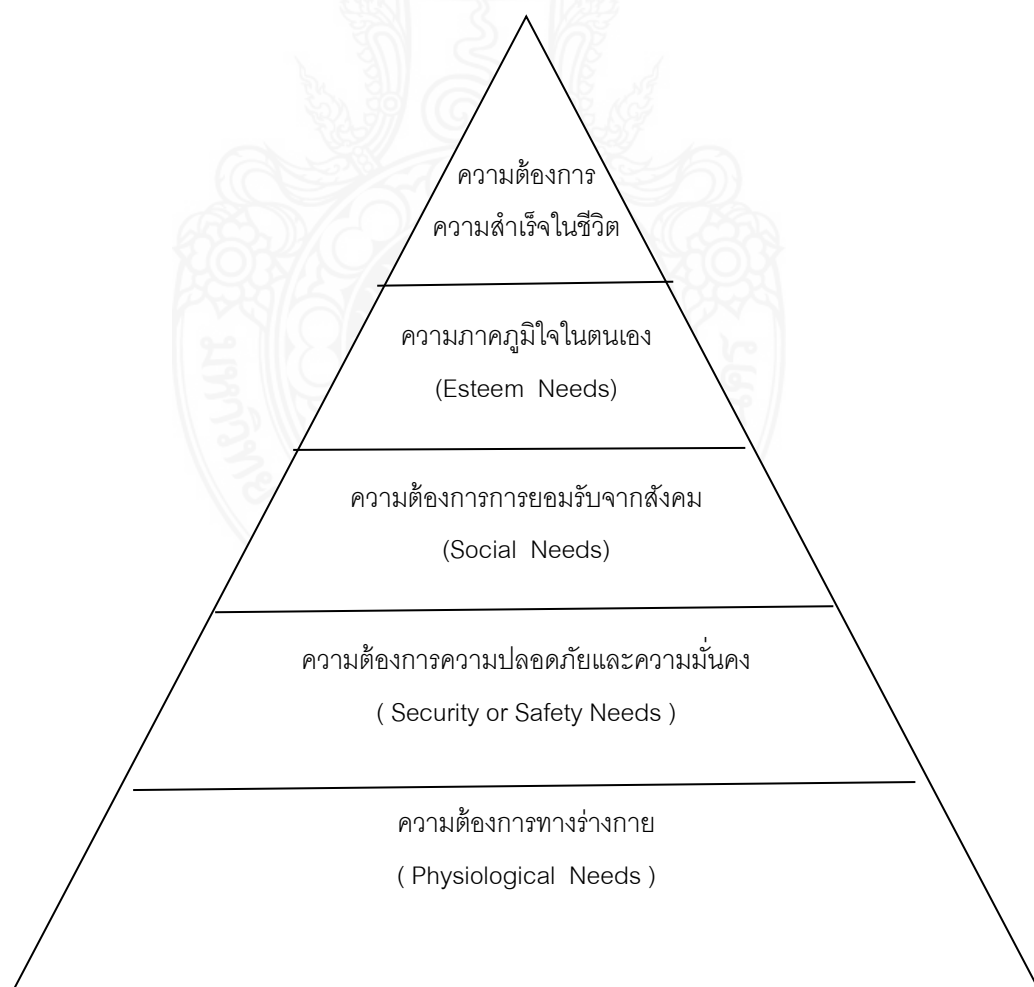 ความต้องการ
ความสำเร็จในชีวิต
ความภาคภูมิใจในตนเอง
(Esteem Needs)
ความต้องการการยอมรับจากสังคม
(Social Needs)
ความต้องการความปลอดภัยและความมั่นคง
( Security or Safety Needs )
ความต้องการทางร่างกาย
( Physiological Needs )